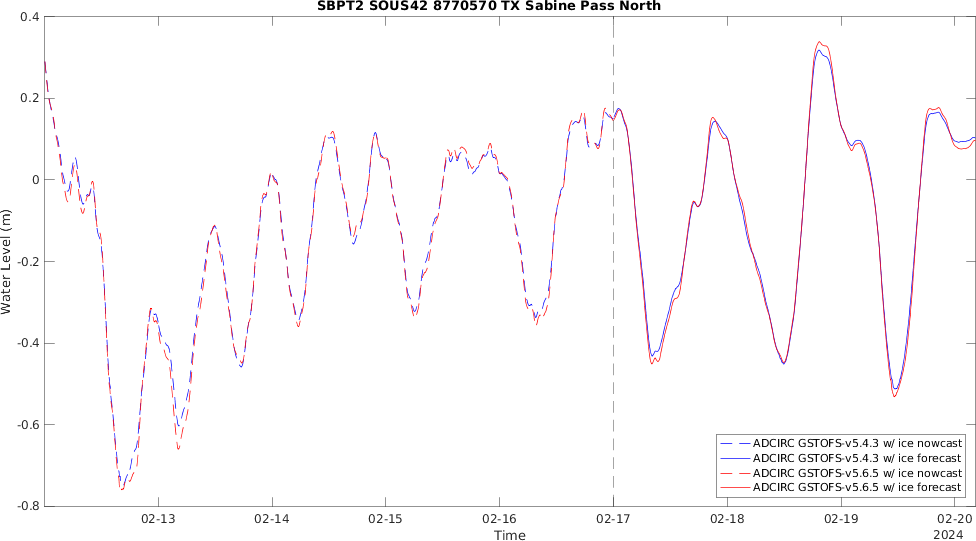 SBPT2 SOUS42 8770570 TX Sabine Pass North
0.4
0.2
0
-0.2
-0.4
-0.6
-0.8
Water Level (m)
02-13
02-14
02-15
02-16
02-17
02-18
02-19
02-20
Time
2024
ADCIRC GSTOFS-v5.4.3 w/ ice nowcast
ADCIRC GSTOFS-v5.4.3 w/ ice forecast
ADCIRC GSTOFS-v5.6.5 w/ ice nowcast
ADCIRC GSTOFS-v5.6.5 w/ ice forecast